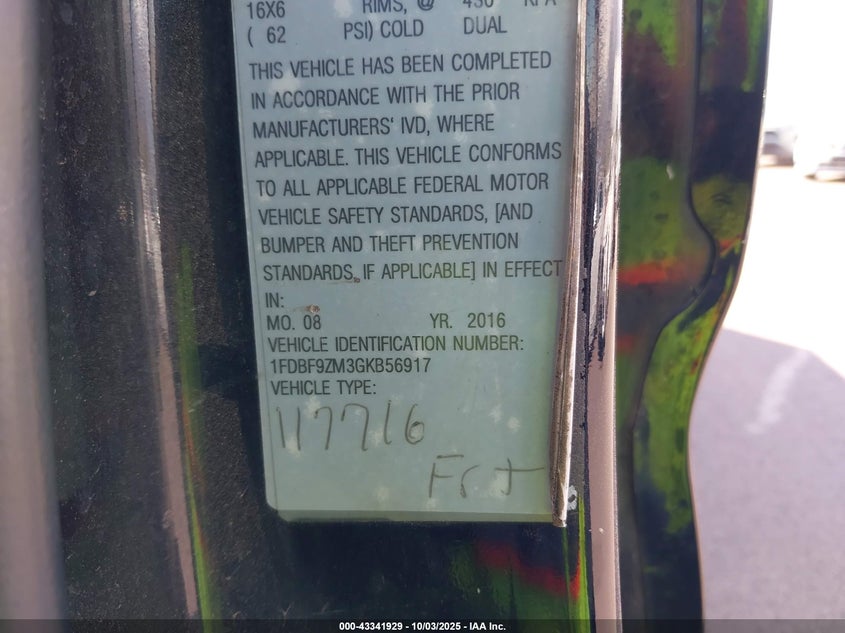 16X6 RIMS, @ 430 KPA
( 62 PSI) COLD DUAL
THIS VEHICLE HAS BEEN COMPLETED
IN ACCORDANCE WITH THE PRIOR
MANUFACTURERS' IVD, WHERE
APPLICABLE. THIS VEHICLE CONFORMS
TO ALL APPLICABLE FEDERAL MOTOR
VEHICLE SAFETY STANDARDS, [AND
BUMPER AND THEFT PREVENTION
STANDARDS, IF APPLICABLE] IN EFFECT
IN:
MO. 08 YR. 2016
VEHICLE IDENTIFICATION NUMBER:
1FDBF9ZM3GKB56917
VEHICLE TYPE:
117716
Frt
000-43341929 - 10/03/2025 - IAA Inc.